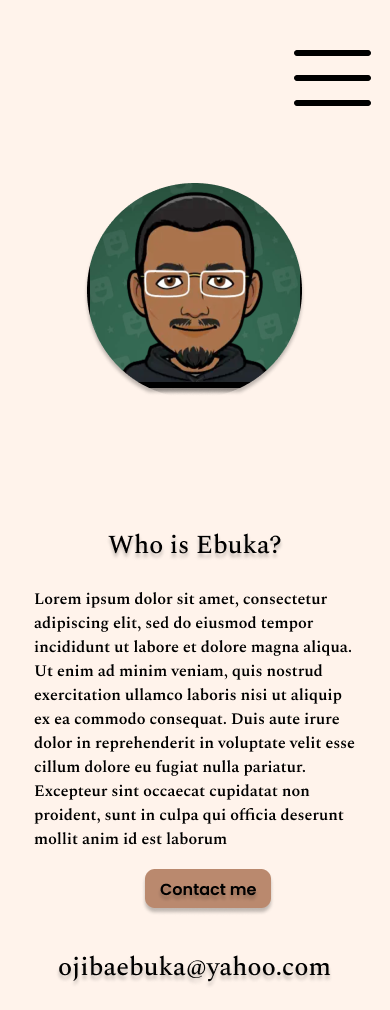 Who is Ebuka?
Lorem ipsum dolor sit amet, consectetur
adipiscing elit, sed do eiusmod tempor
incididunt ut labore et dolore magna aliqua.
Ut enim ad minim veniam, quis nostrud
exercitation ullamco laboris nisi ut aliquip
ex ea commodo consequat. Duis aute irure
dolor in reprehenderit in voluptate velit esse
cillum dolore eu fugiat nulla pariatur.
Excepteur sint occaecat cupidatat non
proident, sunt in culpa qui officia deserunt
mollit anim id est laborum
Contact me
ojibaebuka@yahoo.com